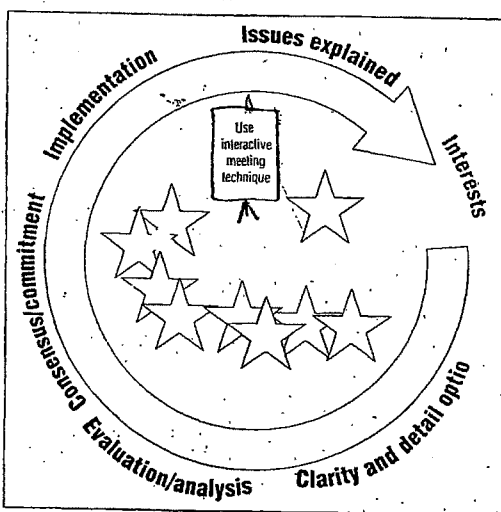 Issues explained
Interests
Clarity and detail optio
Evaluation/analysis
Consensus/commitment
Implementation
Use
interactive
meeting
technique